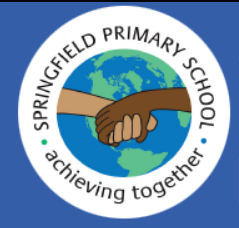 SPRINGFIELD PRIMARY SCHOOL
achieving together